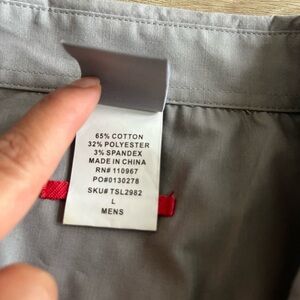 65% COTTON
32% POLYESTER
3% SPANDEX
MADE IN CHINA
RN# 110967
PO#0130278
SKU# TSL2982
L
MENS